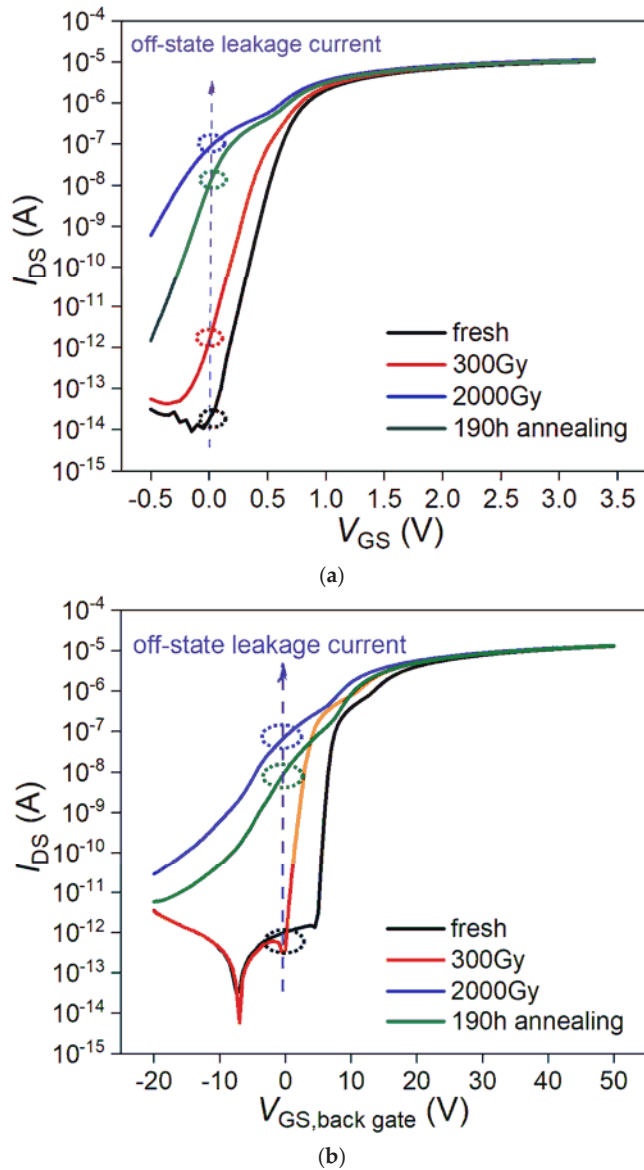 10⁻⁴
off-state leakage current
10⁻⁵
10⁻⁶
10⁻⁷
10⁻⁸
10⁻⁹
10⁻¹⁰
10⁻¹¹
10⁻¹²
10⁻¹³
10⁻¹⁴
10⁻¹⁵
I_DS (A)
fresh
300Gy
2000Gy
190h annealing
-0.5 0.0 0.5 1.0 1.5 2.0 2.5 3.0 3.5
V_GS (V)
(a)
10⁻⁴
off-state leakage current
10⁻⁵
10⁻⁶
10⁻⁷
10⁻⁸
10⁻⁹
10⁻¹⁰
10⁻¹¹
10⁻¹²
10⁻¹³
10⁻¹⁴
10⁻¹⁵
I_DS (A)
fresh
300Gy
2000Gy
190h annealing
-20 -10 0 10 20 30 40 50
V_GS,back gate (V)
(b)